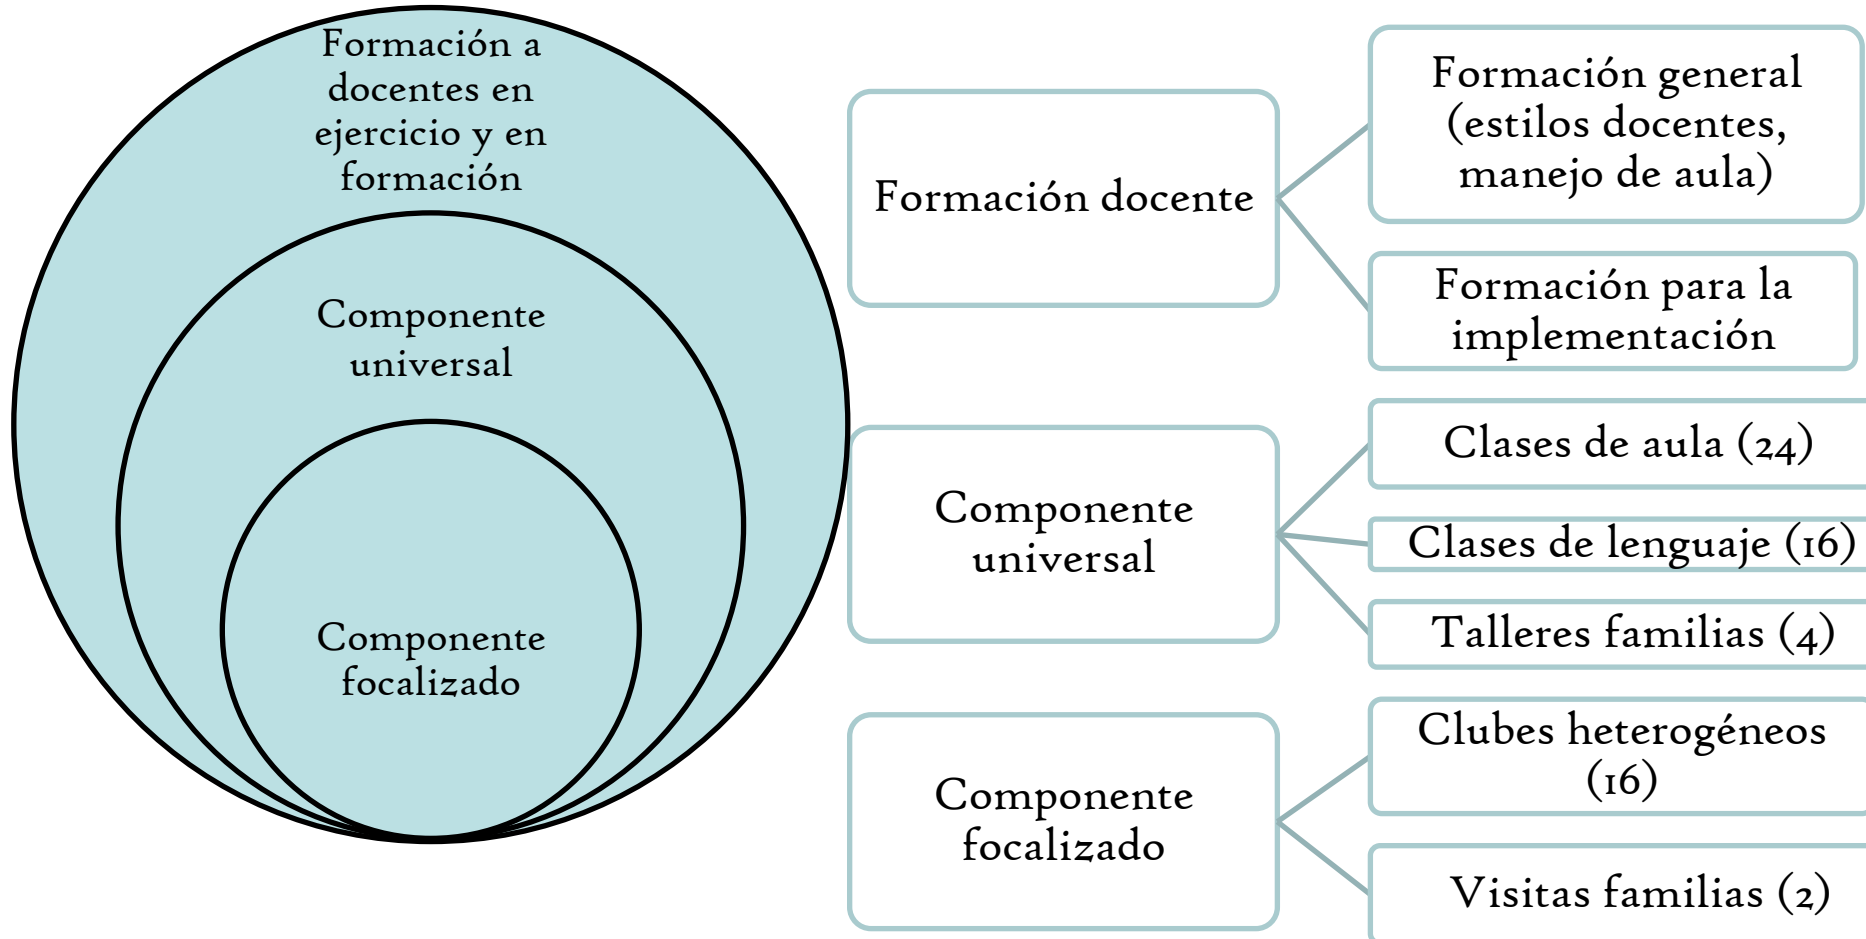 Formación a
docentes en
ejercicio y en
formación
Componente
universal
Componente
focalizado
Formación docente
Formación general
(estilos docentes,
manejo de aula)
Formación para la
implementación
Componente
universal
Clases de aula (24)
Clases de lenguaje (16)
Talleres familias (4)
Componente
focalizado
Clubes heterogéneos
(16)
Visitas familias (2)